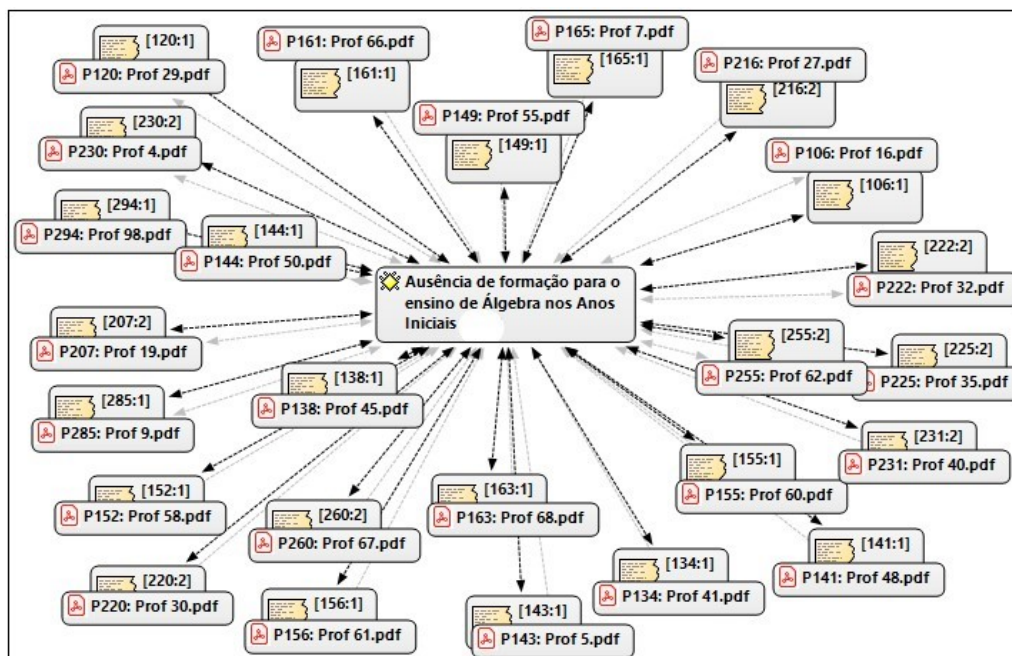 [120:1]
P120: Prof 29.pdf
P161: Prof 66.pdf
[161:1]
P165: Prof 7.pdf
[165:1]
P216: Prof 27.pdf
[216:2]
[230:2]
P230: Prof 4.pdf
P149: Prof 55.pdf
[149:1]
P106: Prof 16.pdf
[106:1]
[294:1]
P294: Prof 98.pdf
[144:1]
P144: Prof 50.pdf
[222:2]
P222: Prof 32.pdf
Ausência de formação para o
ensino de Álgebra nos Anos
Iniciais
[207:2]
P207: Prof 19.pdf
[255:2]
P255: Prof 62.pdf
[225:2]
P225: Prof 35.pdf
[285:1]
P285: Prof 9.pdf
[138:1]
P138: Prof 45.pdf
[231:2]
P231: Prof 40.pdf
[152:1]
P152: Prof 58.pdf
[260:2]
P260: Prof 67.pdf
[163:1]
P163: Prof 68.pdf
[155:1]
P155: Prof 60.pdf
[141:1]
P141: Prof 48.pdf
[220:2]
P220: Prof 30.pdf
[156:1]
P156: Prof 61.pdf
[143:1]
P143: Prof 5.pdf
[134:1]
P134: Prof 41.pdf